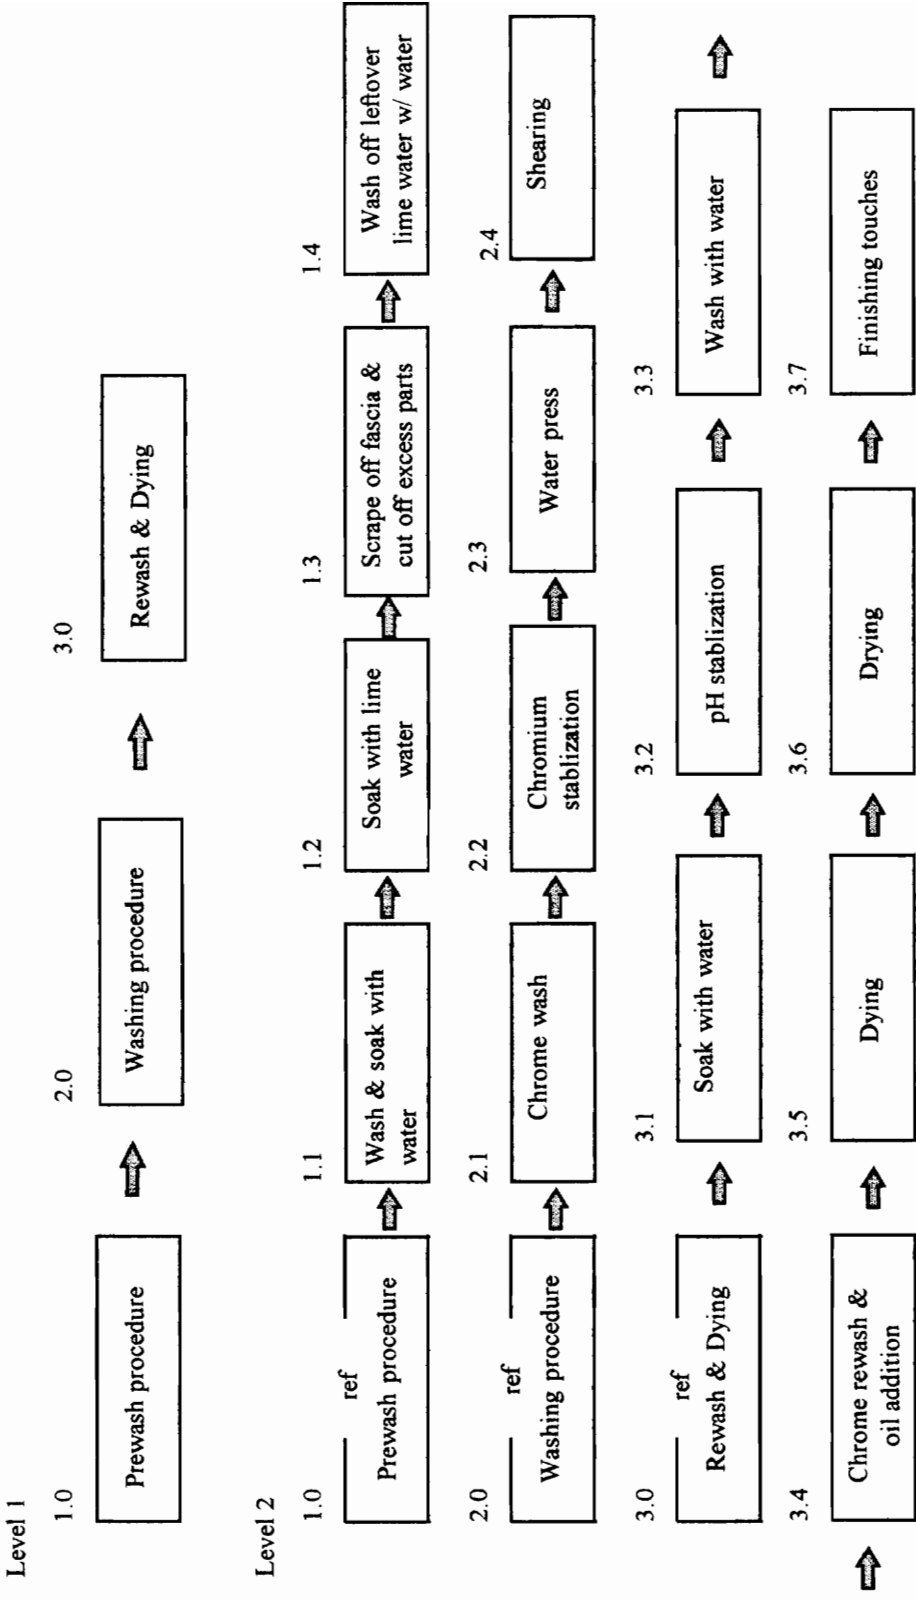 Level 1
1.0
Prewash procedure
2.0
Washing procedure
3.0
Rewash & Dying
Level 2
1.0
ref
Prewash procedure
1.1
Wash & soak with
water
1.2
Soak with lime
water
1.3
Scrape off fascia &
cut off excess parts
1.4
Wash off leftover
lime water w/ water
2.0
ref
Washing procedure
2.1
Chrome wash
2.2
Chromium
stablization
2.3
Water press
2.4
Shearing
3.0
ref
Rewash & Dying
3.1
Soak with water
3.2
pH stablization
3.3
Wash with water
3.4
Chrome rewash &
oil addition
3.5
Dying
3.6
Drying
3.7
Finishing touches